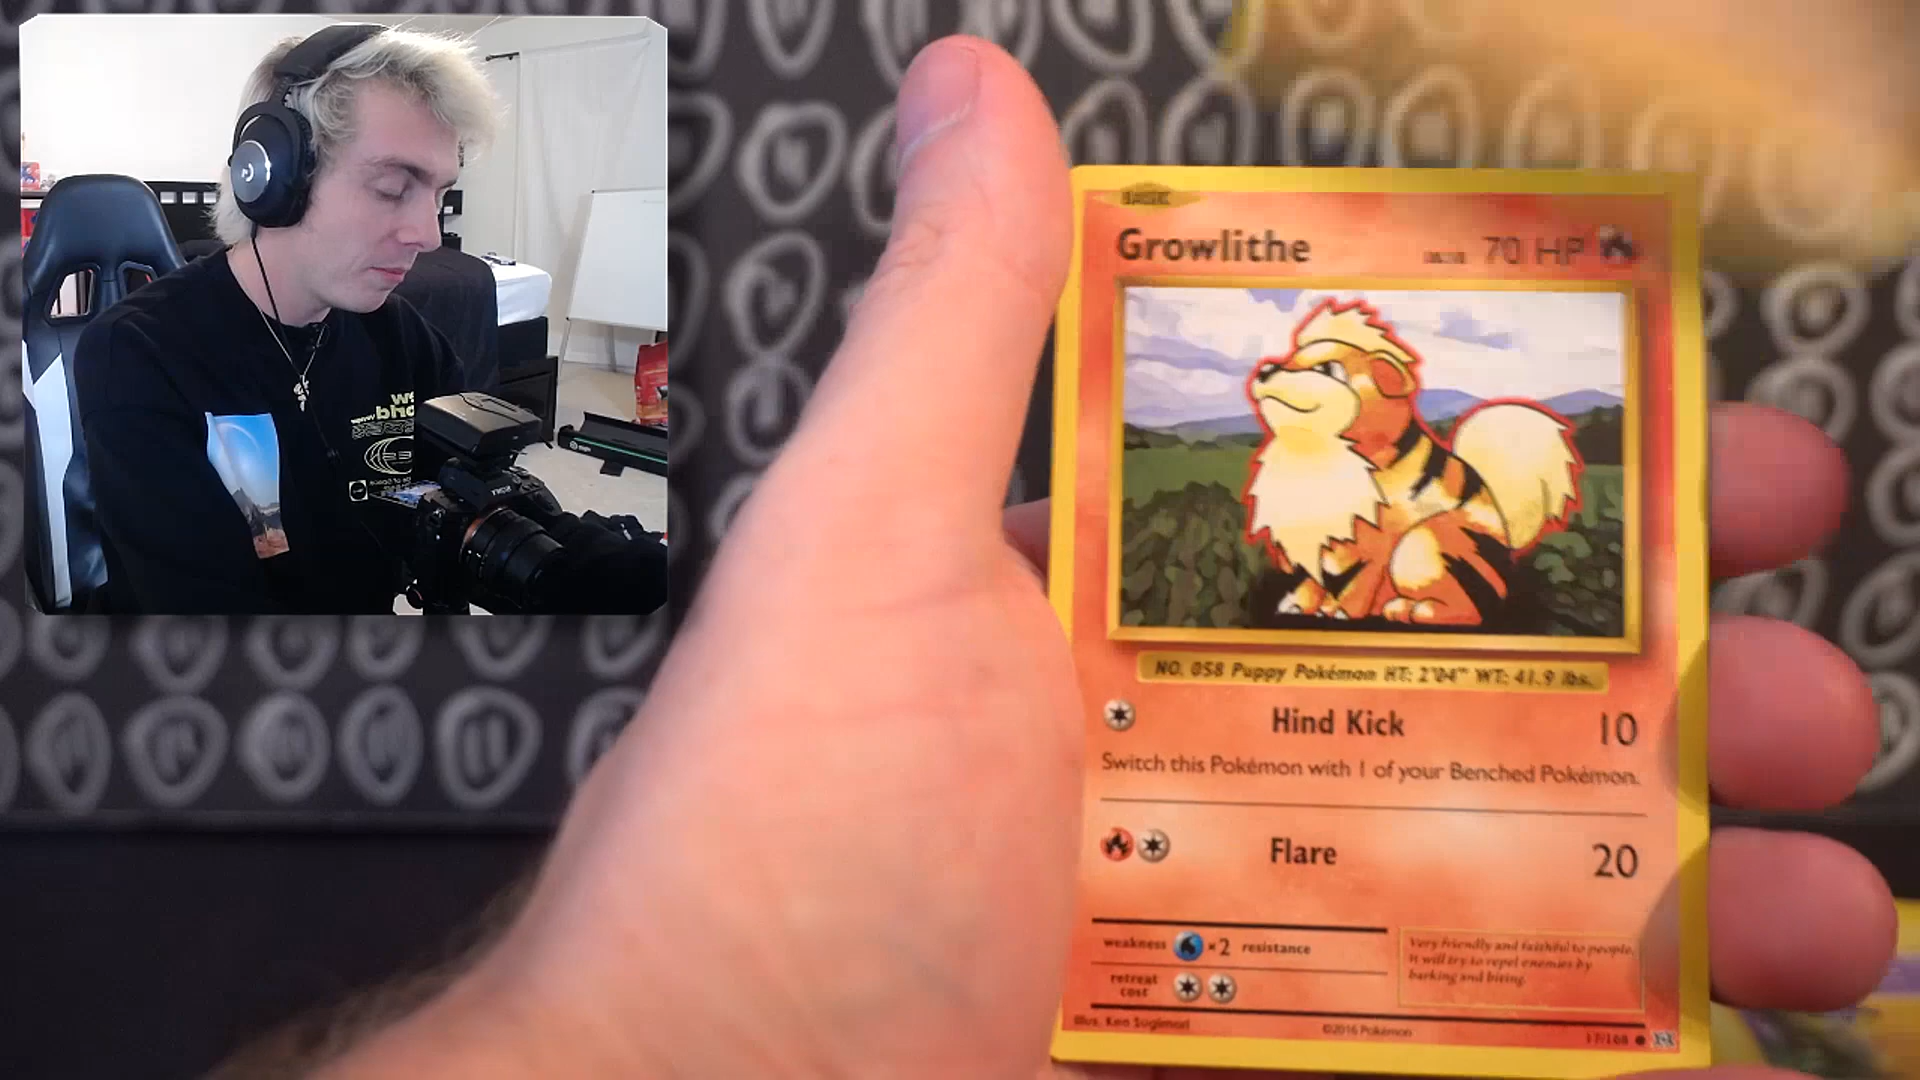 BASIC
Growlithe
70 HP
NO. 058 Puppy Pokémon HT: 2'04" WT: 41.9 lbs.
Hind Kick 10
Switch this Pokémon with 1 of your Benched Pokémon.
Flare 20
weakness ×2 resistance
retreat
cost
Very friendly and faithful to people.
It will try to repel enemies by
barking and biting.
Illus. Ken Sugimori
©2016 Pokémon
17/108